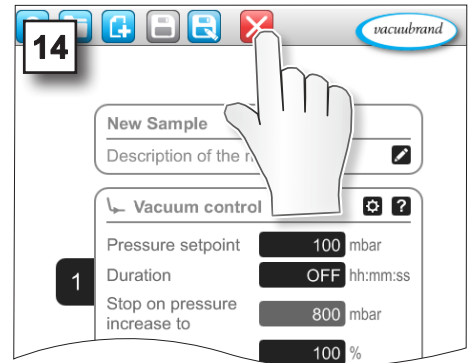 14
vacuubrand
New Sample
Description of the
Vacuum control
?
Pressure setpoint 100 mbar
1
Duration OFF hh:mm:ss
Stop on pressure
increase to 800 mbar
100 %